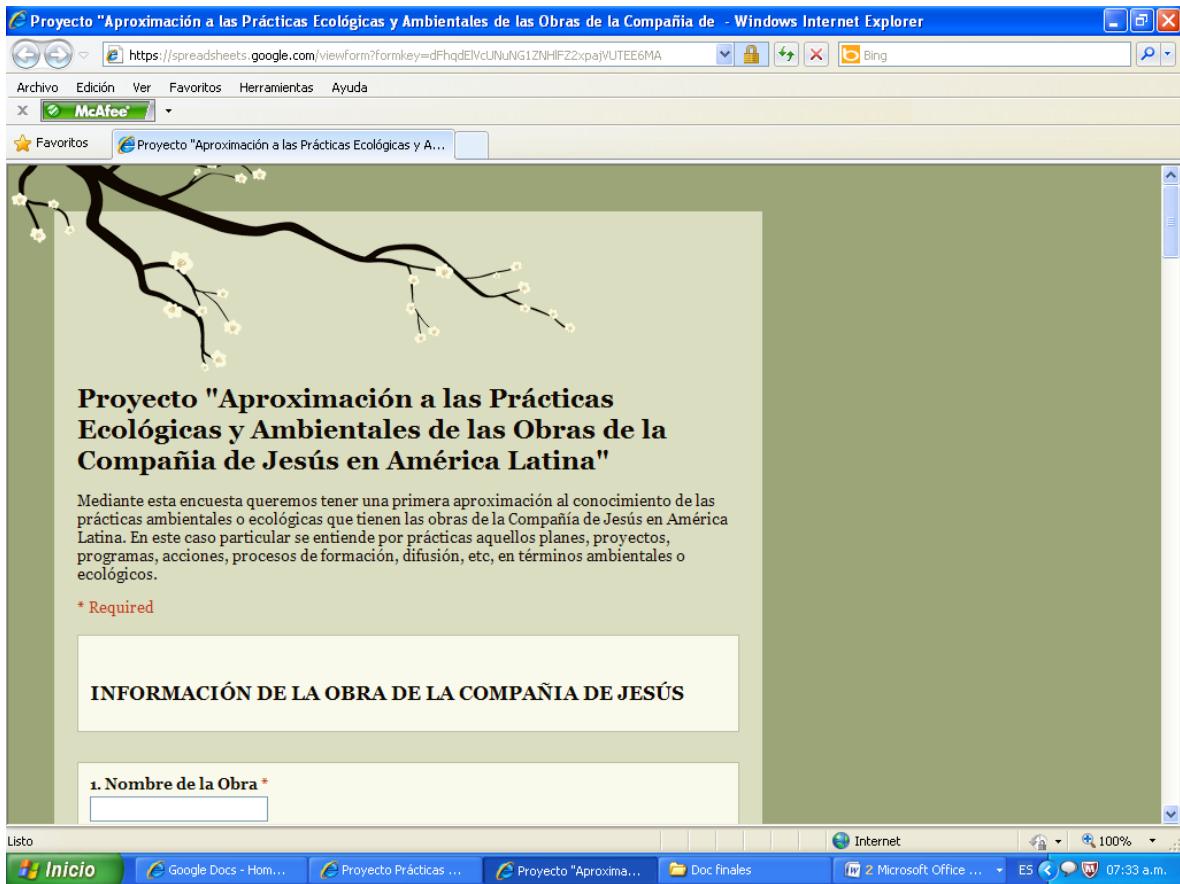 Proyecto "Aproximación a las Prácticas Ecológicas y Ambientales de las Obras de la Compañia de - Windows Internet Explorer
https://spreadsheets.google.com/viewform?formkey=dFhqdElVcUNuNG1ZNHlFZ2xpajVUTEE6MA
Bing
Archivo Edición Ver Favoritos Herramientas Ayuda
X McAfee
Favoritos Proyecto "Aproximación a las Prácticas Ecológicas y A...
Proyecto "Aproximación a las Prácticas
Ecológicas y Ambientales de las Obras de la
Compañia de Jesús en América Latina"
Mediante esta encuesta queremos tener una primera aproximación al conocimiento de las
prácticas ambientales o ecológicas que tienen las obras de la Compañía de Jesús en América
Latina. En este caso particular se entiende por prácticas aquellos planes, proyectos,
programas, acciones, procesos de formación, difusión, etc, en términos ambientales o
ecológicos.
* Required
INFORMACIÓN DE LA OBRA DE LA COMPAÑIA DE JESÚS
1. Nombre de la Obra *
Listo Internet 100%
Inicio Google Docs - Hom... Proyecto Prácticas ... Proyecto "Aproxima... Doc finales 2 Microsoft Office ... ES 07:33 a.m.